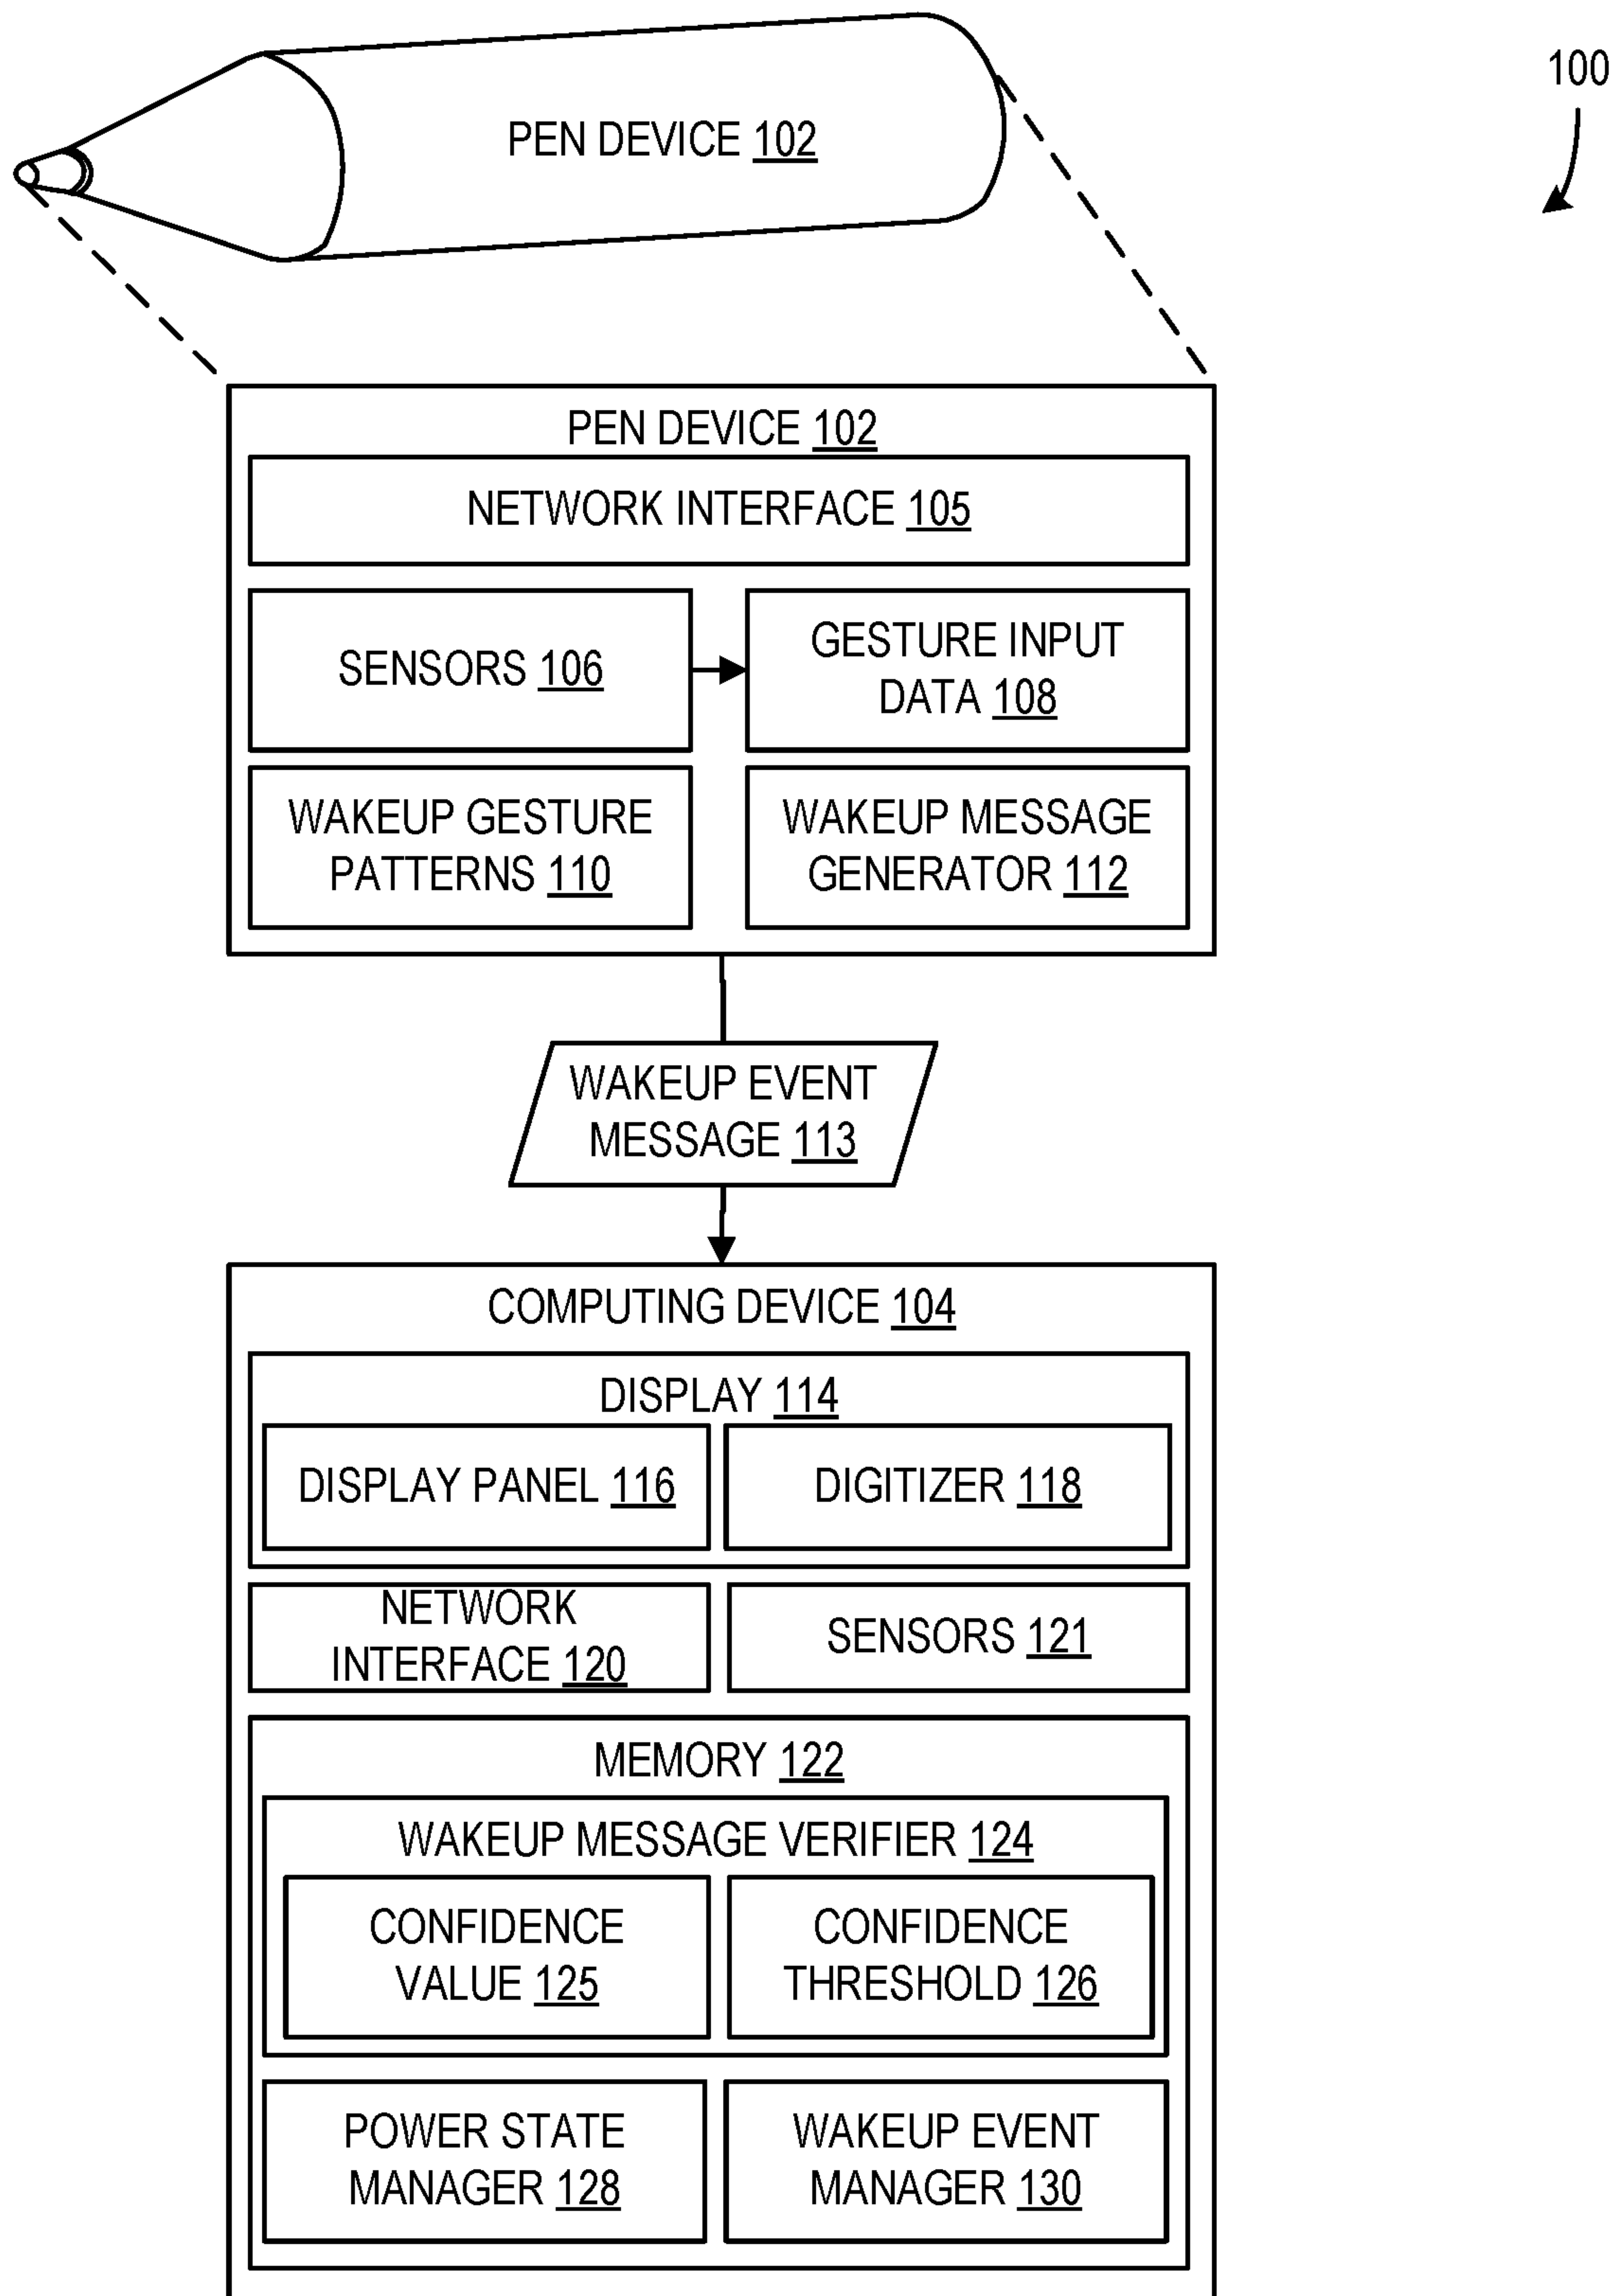 100
PEN DEVICE 102
PEN DEVICE 102
NETWORK INTERFACE 105
SENSORS 106
GESTURE INPUT
DATA 108
WAKEUP GESTURE
PATTERNS 110
WAKEUP MESSAGE
GENERATOR 112
WAKEUP EVENT
MESSAGE 113
COMPUTING DEVICE 104
DISPLAY 114
DISPLAY PANEL 116
DIGITIZER 118
NETWORK
INTERFACE 120
SENSORS 121
MEMORY 122
WAKEUP MESSAGE VERIFIER 124
CONFIDENCE
VALUE 125
CONFIDENCE
THRESHOLD 126
POWER STATE
MANAGER 128
WAKEUP EVENT
MANAGER 130